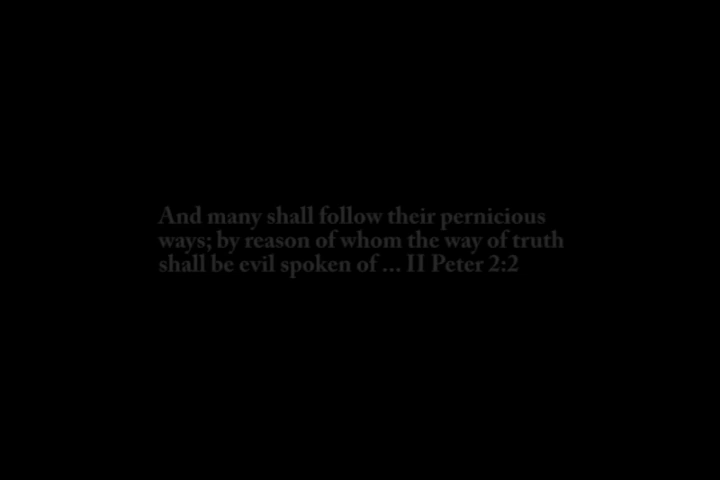 And many shall follow their pernicious
ways; by reason of whom the way of truth
shall be evil spoken of ... II Peter 2:2